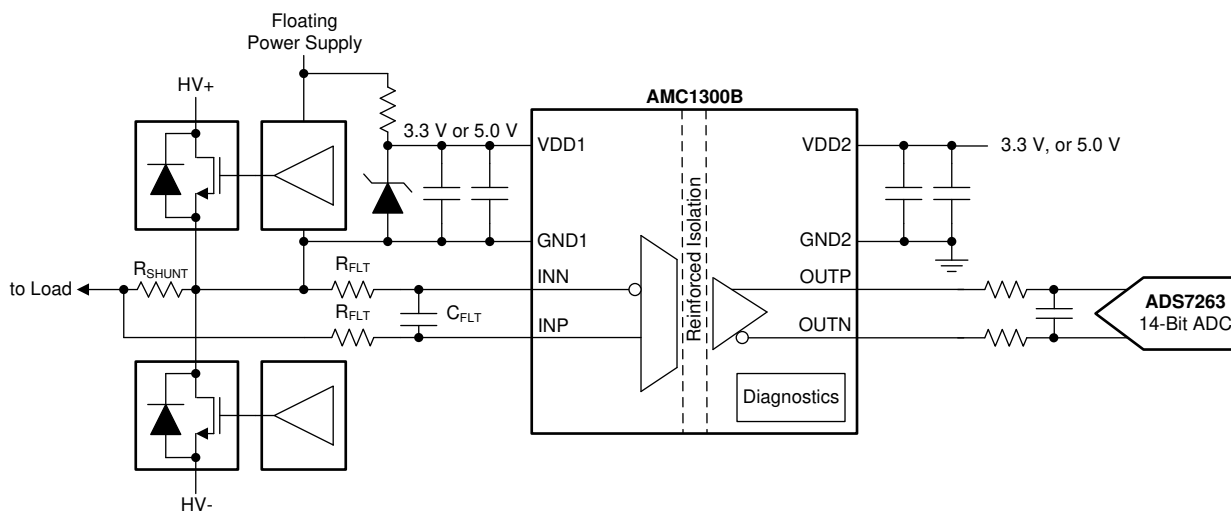 Floating
Power Supply
HV+
AMC1300B
3.3 V or 5.0 V
VDD1
VDD2
3.3 V, or 5.0 V
Reinforced Isolation
GND1
GND2
RSHUNT
RFLT
INN
OUTP
to Load
ADS7263
14-Bit ADC
RFLT
CFLT
INP
OUTN
Diagnostics
HV-